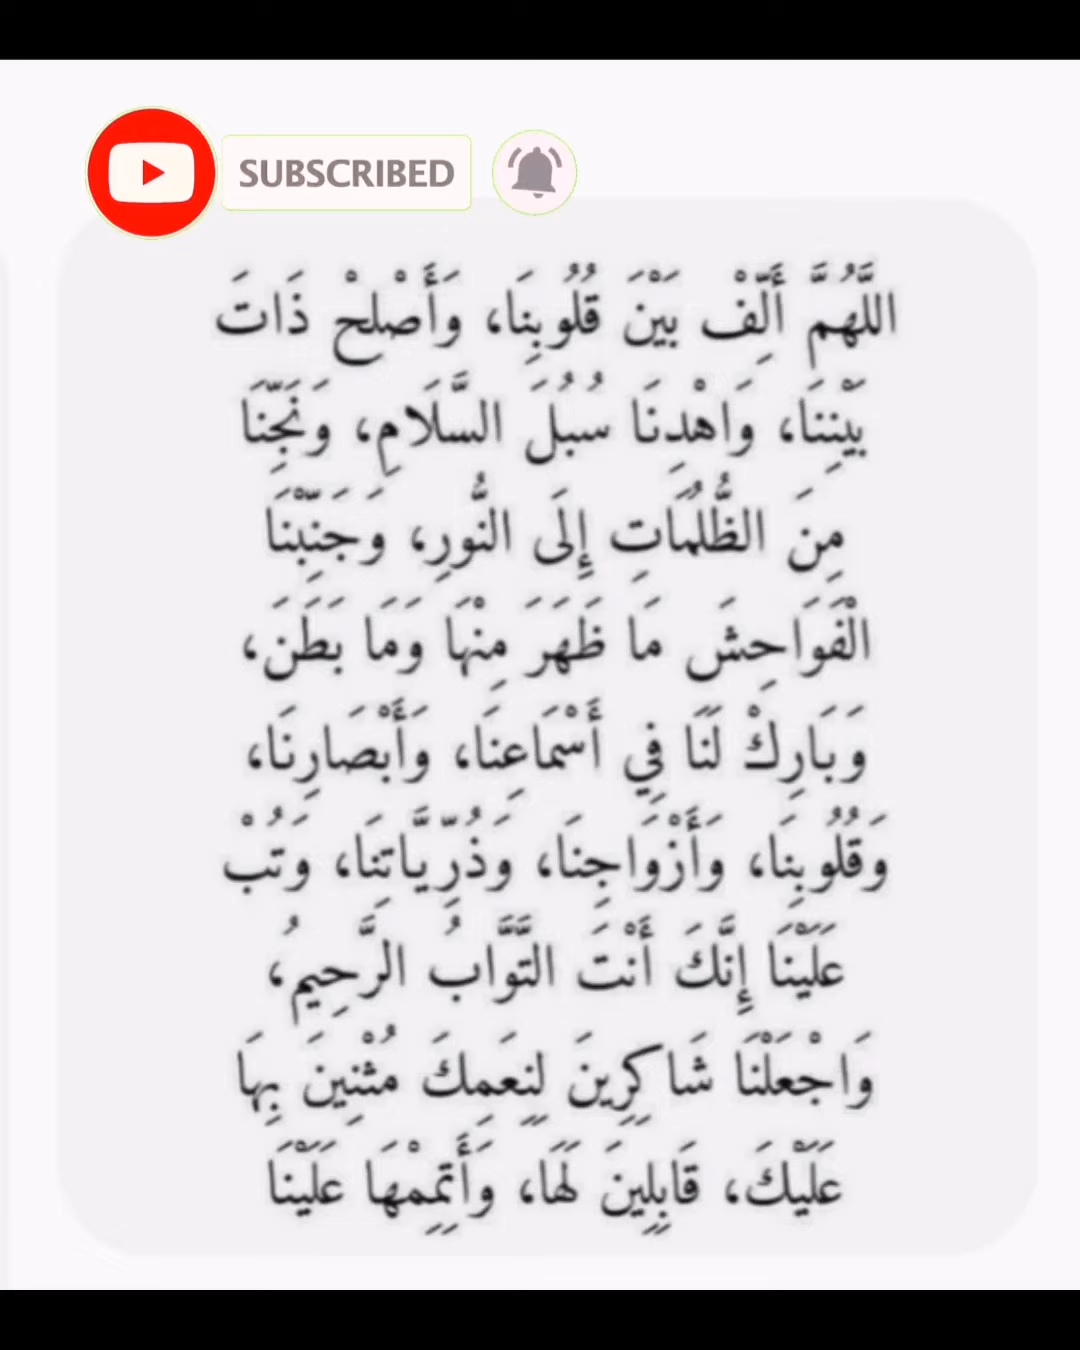 SUBSCRIBED
اللَّهُمَّ أَلِّفْ بَيْنَ قُلُوبِنَا، وَأَصْلِحْ ذَاتَ
بَيْنِنَا، وَاهْدِنَا سُبُلَ السَّلَامِ، وَنَجِّنَا
مِنَ الظُّلُمَاتِ إِلَى النُّورِ، وَجَنِّبْنَا
الْفَوَاحِشَ مَا ظَهَرَ مِنْهَا وَمَا بَطَنَ،
وَبَارِكْ لَنَا فِي أَسْمَاعِنَا، وَأَبْصَارِنَا،
وَقُلُوبِنَا، وَأَزْوَاجِنَا، وَذُرِّيَّاتِنَا، وَتُبْ
عَلَيْنَا إِنَّكَ أَنْتَ التَّوَّابُ الرَّحِيمُ،
وَاجْعَلْنَا شَاكِرِينَ لِنِعَمِكَ مُثْنِينَ بِهَا
عَلَيْكَ، قَابِلِينَ لَهَا، وَأَتِمِمْهَا عَلَيْنَا